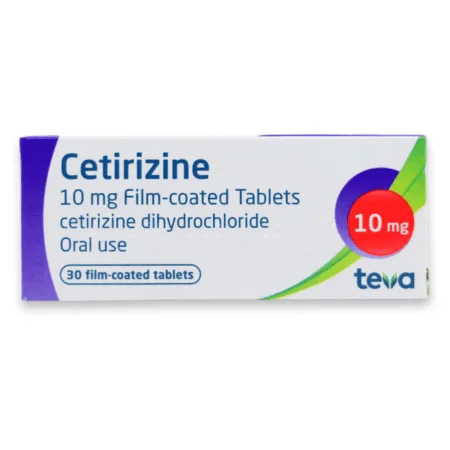 Cetirizine
10 mg Film-coated Tablets
cetirizine dihydrochloride
Oral use
30 film-coated tablets
10 mg
teva